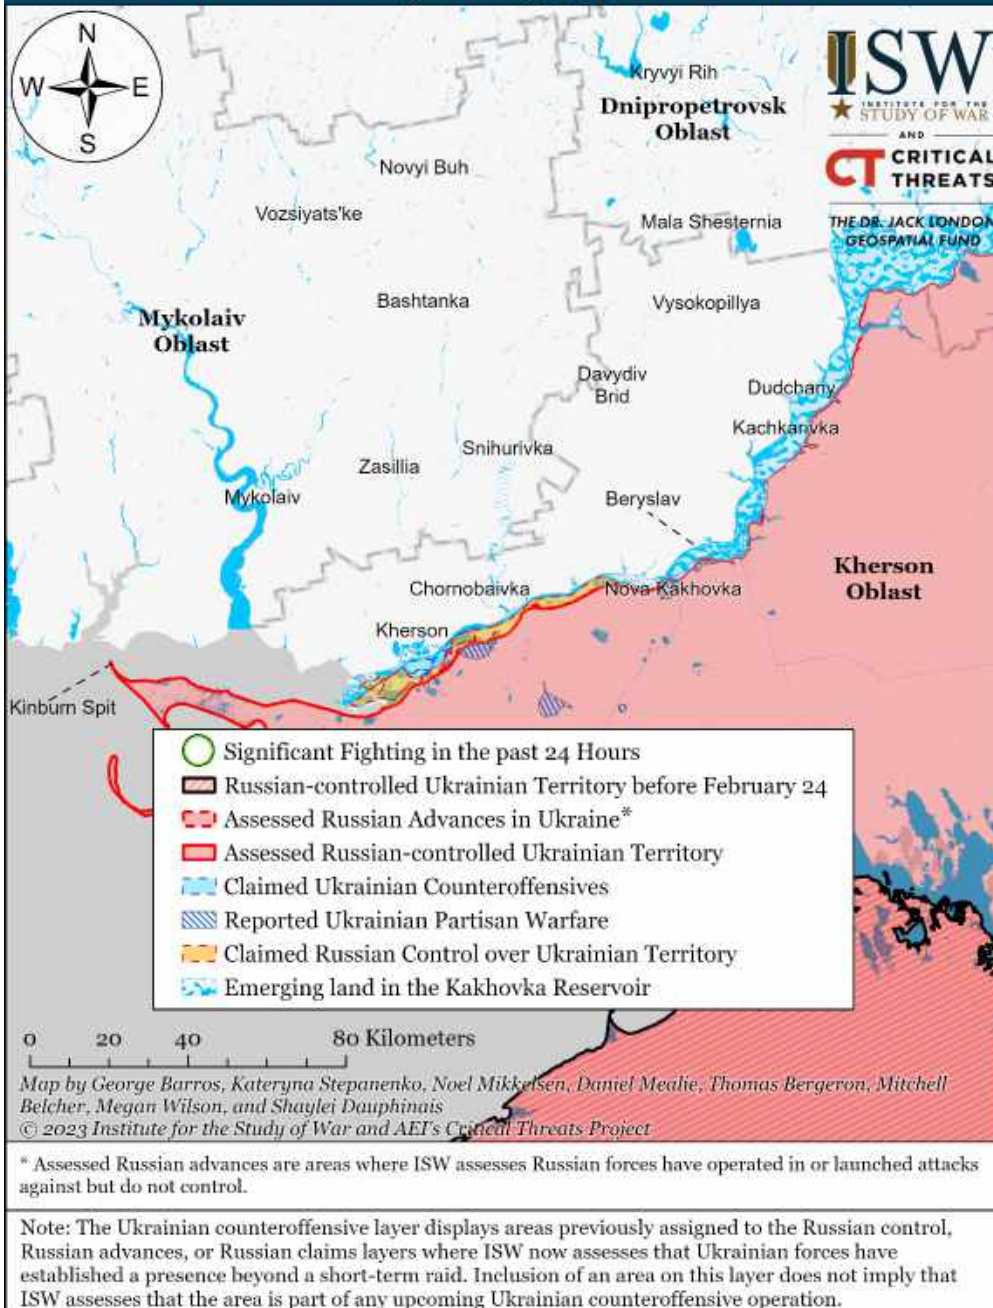 N
W
E
S
ISW
INSTITUTE FOR THE
STUDY OF WAR
AND
CT CRITICAL
THREATS
THE DR. JACK LONDON
GEOSPATIAL FUND
Kryvyi Rih
Dnipropetrovsk
Oblast
Novyi Buh
Vozsiyats'ke
Mala Shesternia
Bashtanka
Vysokopillya
Mykolaiv
Oblast
Davydiv
Brid
Dudchany
Kachkarivka
Snihurivka
Zasillia
Mykolaiv
Beryslav
Kherson
Oblast
Chornobaivka
Nova Kakhovka
Kherson
Kinburn Spit
Significant Fighting in the past 24 Hours
Russian-controlled Ukrainian Territory before February 24
Assessed Russian Advances in Ukraine*
Assessed Russian-controlled Ukrainian Territory
Claimed Ukrainian Counteroffensives
Reported Ukrainian Partisan Warfare
Claimed Russian Control over Ukrainian Territory
Emerging land in the Kakhovka Reservoir
0 20 40 80 Kilometers
Map by George Barros, Kateryna Stepanenko, Noel Mikkelsen, Daniel Mealie, Thomas Bergeron, Mitchell
Belcher, Megan Wilson, and Shaylei Dauphinais
© 2023 Institute for the Study of War and AEI's Critical Threats Project
* Assessed Russian advances are areas where ISW assesses Russian forces have operated in or launched attacks
against but do not control.
Note: The Ukrainian counteroffensive layer displays areas previously assigned to the Russian control,
Russian advances, or Russian claims layers where ISW now assesses that Ukrainian forces have
established a presence beyond a short-term raid. Inclusion of an area on this layer does not imply that
ISW assesses that the area is part of any upcoming Ukrainian counteroffensive operation.